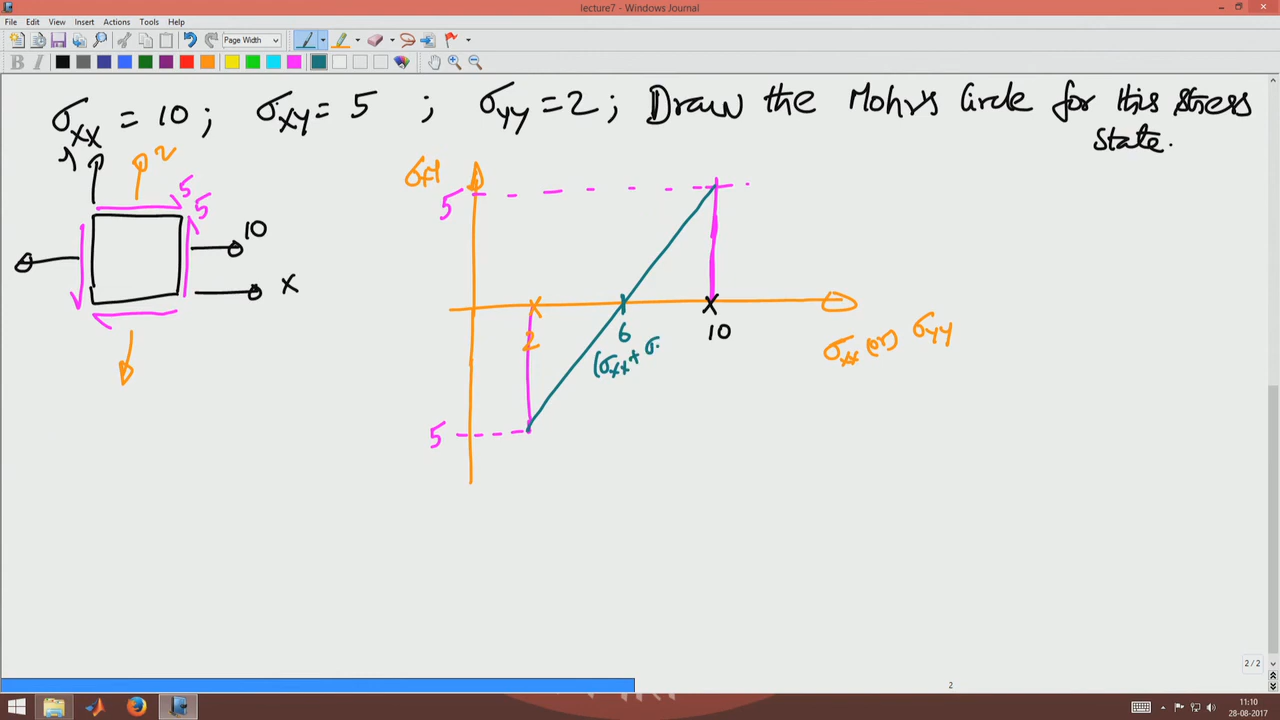 lecture7 - Windows Journal
File Edit View Insert Actions Tools Help
Page Width
B I
σxx = 10 ; σxy = 5 ; σyy = 2 ; Draw the Mohr's Circle for this stress
state.
2
5
5
10
x
5
σxx (or) σyy
2
6
10
(σxx + σ
5
2/2
2
11:10
28-08-2017